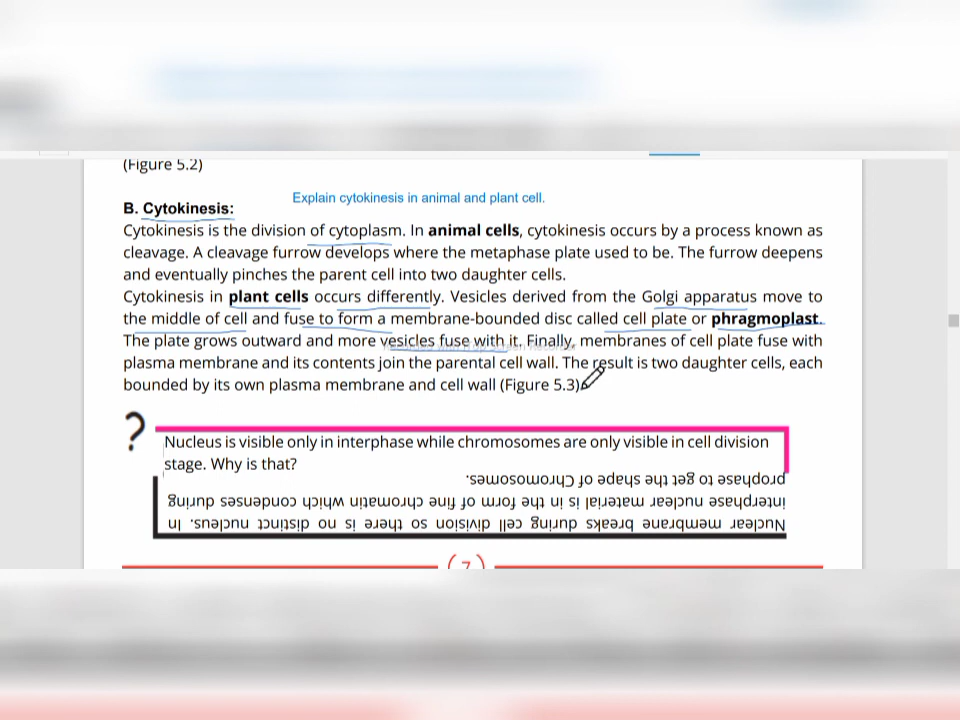 (Figure 5.2)
Explain cytokinesis in animal and plant cell.
B. Cytokinesis:
Cytokinesis is the division of cytoplasm. In animal cells, cytokinesis occurs by a process known as
cleavage. A cleavage furrow develops where the metaphase plate used to be. The furrow deepens
and eventually pinches the parent cell into two daughter cells.
Cytokinesis in plant cells occurs differently. Vesicles derived from the Golgi apparatus move to
the middle of cell and fuse to form a membrane-bounded disc called cell plate or phragmoplast.
The plate grows outward and more vesicles fuse with it. Finally, membranes of cell plate fuse with
plasma membrane and its contents join the parental cell wall. The result is two daughter cells, each
bounded by its own plasma membrane and cell wall (Figure 5.3)
?
Nucleus is visible only in interphase while chromosomes are only visible in cell division
stage. Why is that?
Nuclear membrane breaks during cell division so there is no distinct nucleus. In
interphase nuclear material is in the form of fine chromatin which condenses during
prophase to get the shape of Chromosomes.
(7)